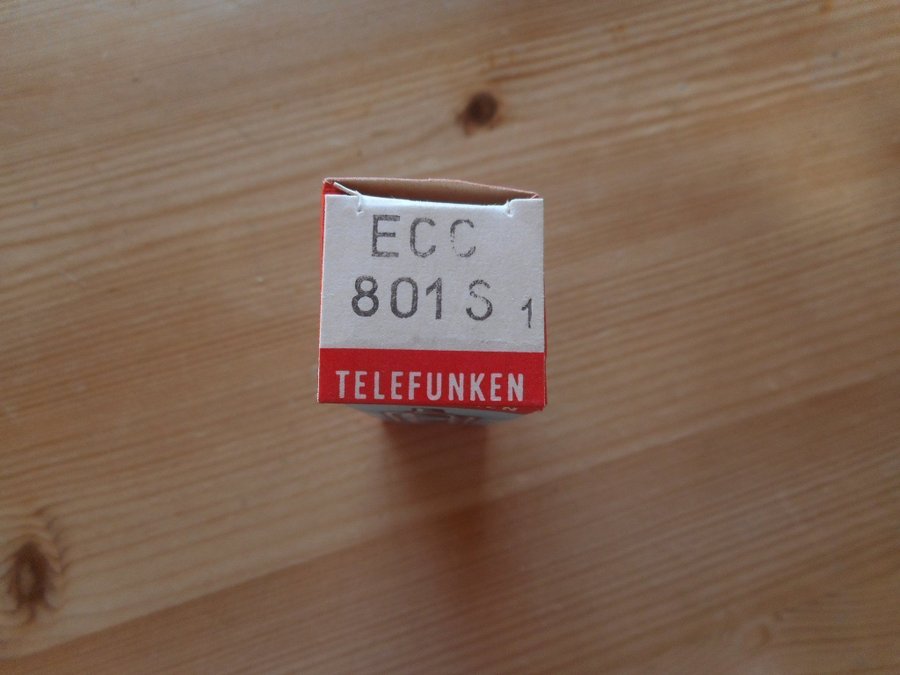 ECC
801S 1
TELEFUNKEN